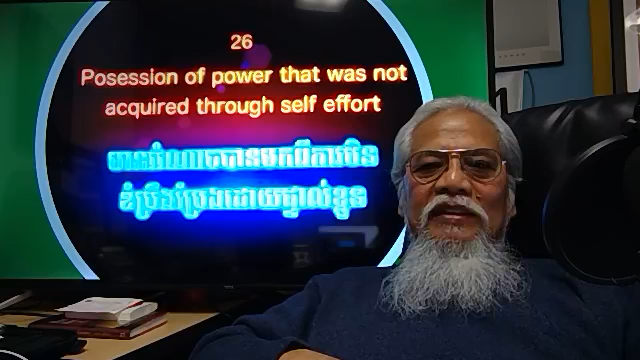 26
Posession of power that was not
acquired through self effort
មានអំណាចបានមកពីការមិន
ខំប្រឹងប្រែងដោយផ្ទាល់ខ្លួន